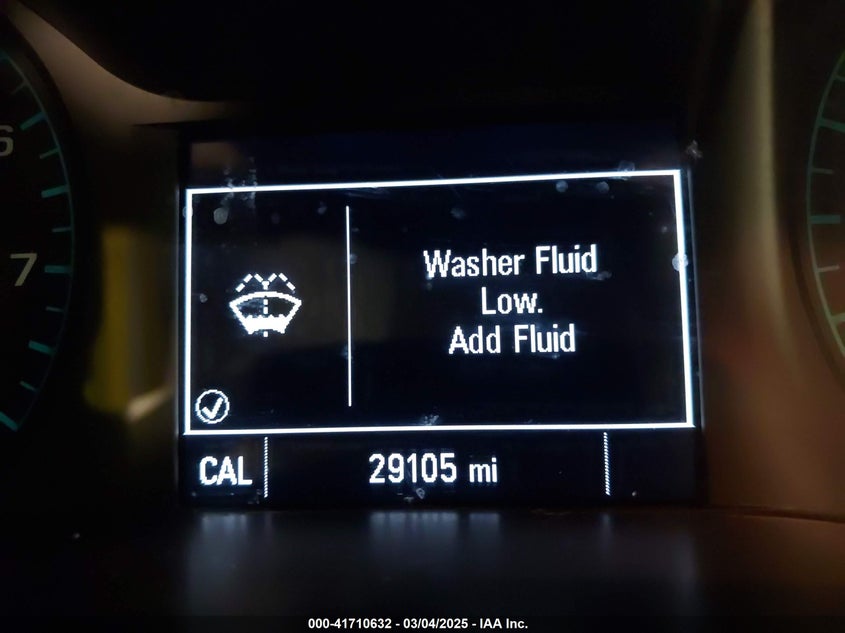 6
7
Washer Fluid
Low.
Add Fluid
CAL
29105 mi
000-41710632 - 03/04/2025 - IAA Inc.